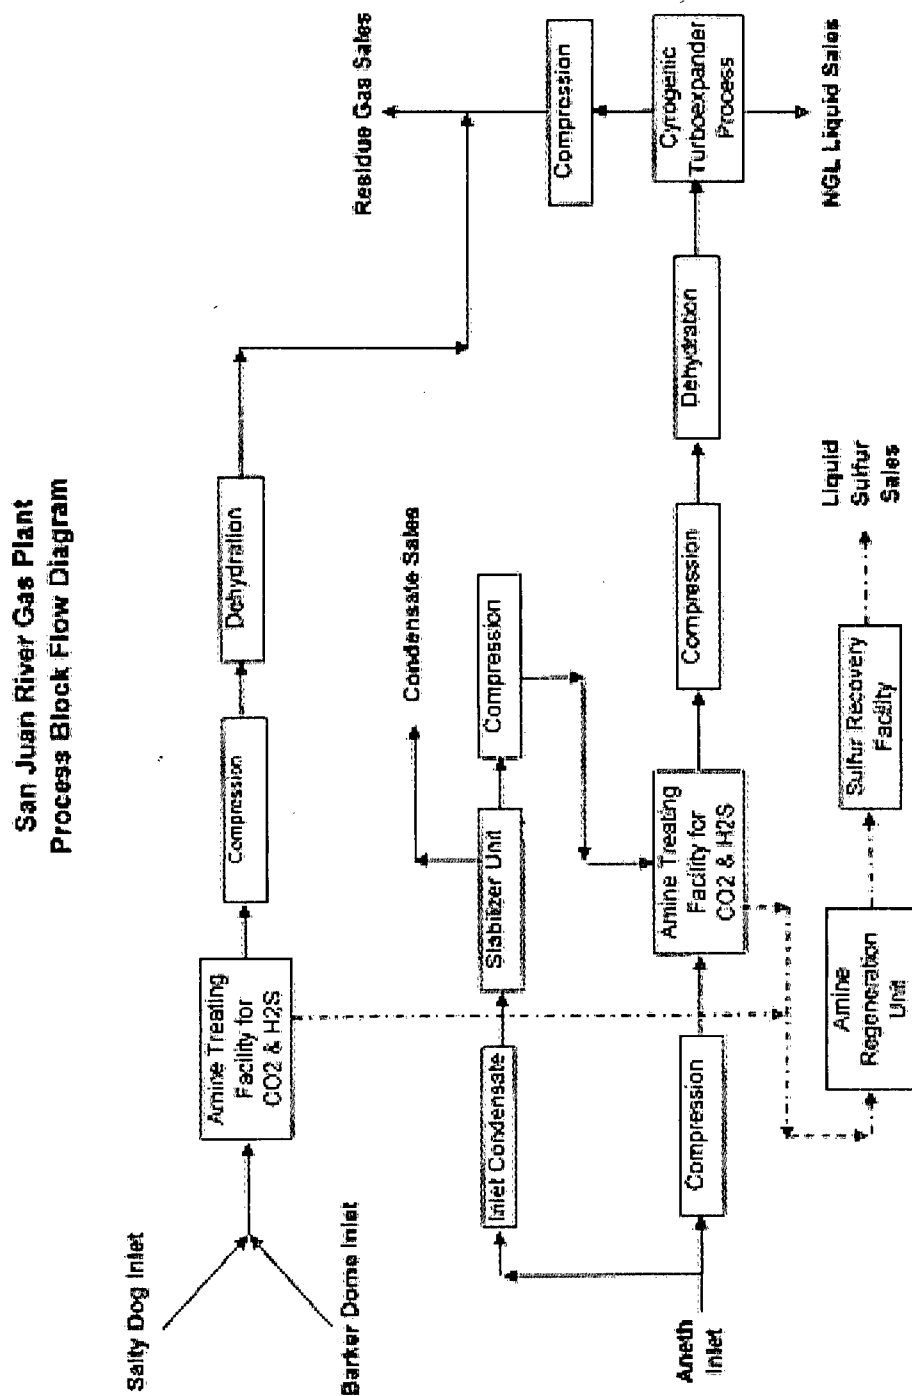 San Juan River Gas Plant
Process Block Flow Diagram
Salty Dog Inlet
Barker Dome Inlet
Amine Treating
Facility for
CO2 & H2S
Compression
Dehydration
Residue Gas Sales
Inlet Condensate
Stabilizer Unit
Condensate Sales
Compression
Compression
Aneth
Inlet
Compression
Amine Treating
Facility for
CO2 & H2S
Compression
Dehydration
Cyrogenic
Turboexpander
Process
NGL Liquid Sales
Amine
Regeneration
Unit
Sulfur Recovery
Facility
Liquid
Sulfur
Sales